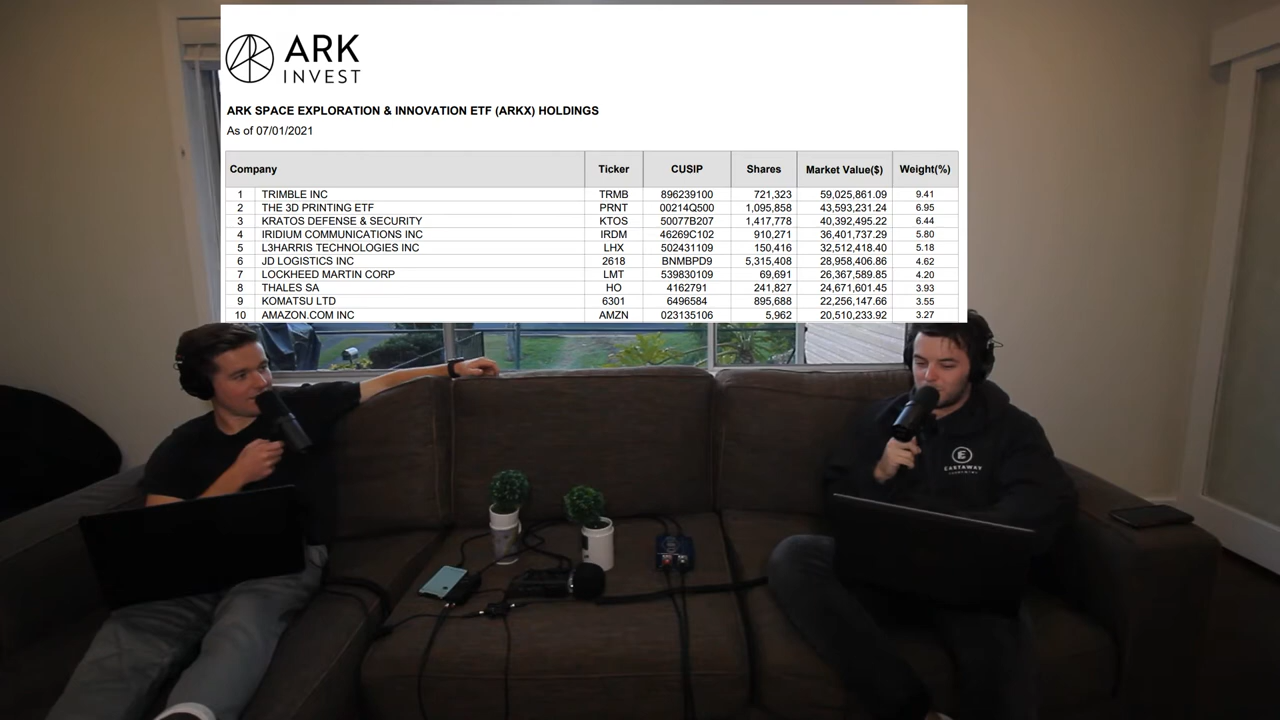 ARK
INVEST
ARK SPACE EXPLORATION & INNOVATION ETF (ARKX) HOLDINGS
As of 07/01/2021
Company Ticker CUSIP Shares Market Value($) Weight(%)
1 TRIMBLE INC TRMB 896239100 721,323 59,025,861.09 9.41
2 THE 3D PRINTING ETF PRNT 00214Q500 1,095,858 43,593,231.24 6.95
3 KRATOS DEFENSE & SECURITY KTOS 50077B207 1,417,778 40,392,495.22 6.44
4 IRIDIUM COMMUNICATIONS INC IRDM 46269C102 910,271 36,401,737.29 5.80
5 L3HARRIS TECHNOLOGIES INC LHX 502431109 150,416 32,512,418.40 5.18
6 JD LOGISTICS INC 2618 BNMBPD9 5,315,408 28,958,406.86 4.62
7 LOCKHEED MARTIN CORP LMT 539830109 69,691 26,367,589.85 4.20
8 THALES SA HO 4162791 241,827 24,671,601.45 3.93
9 KOMATSU LTD 6301 6496584 895,688 22,256,147.66 3.55
10 AMAZON.COM INC AMZN 023135106 5,962 20,510,233.92 3.27
E